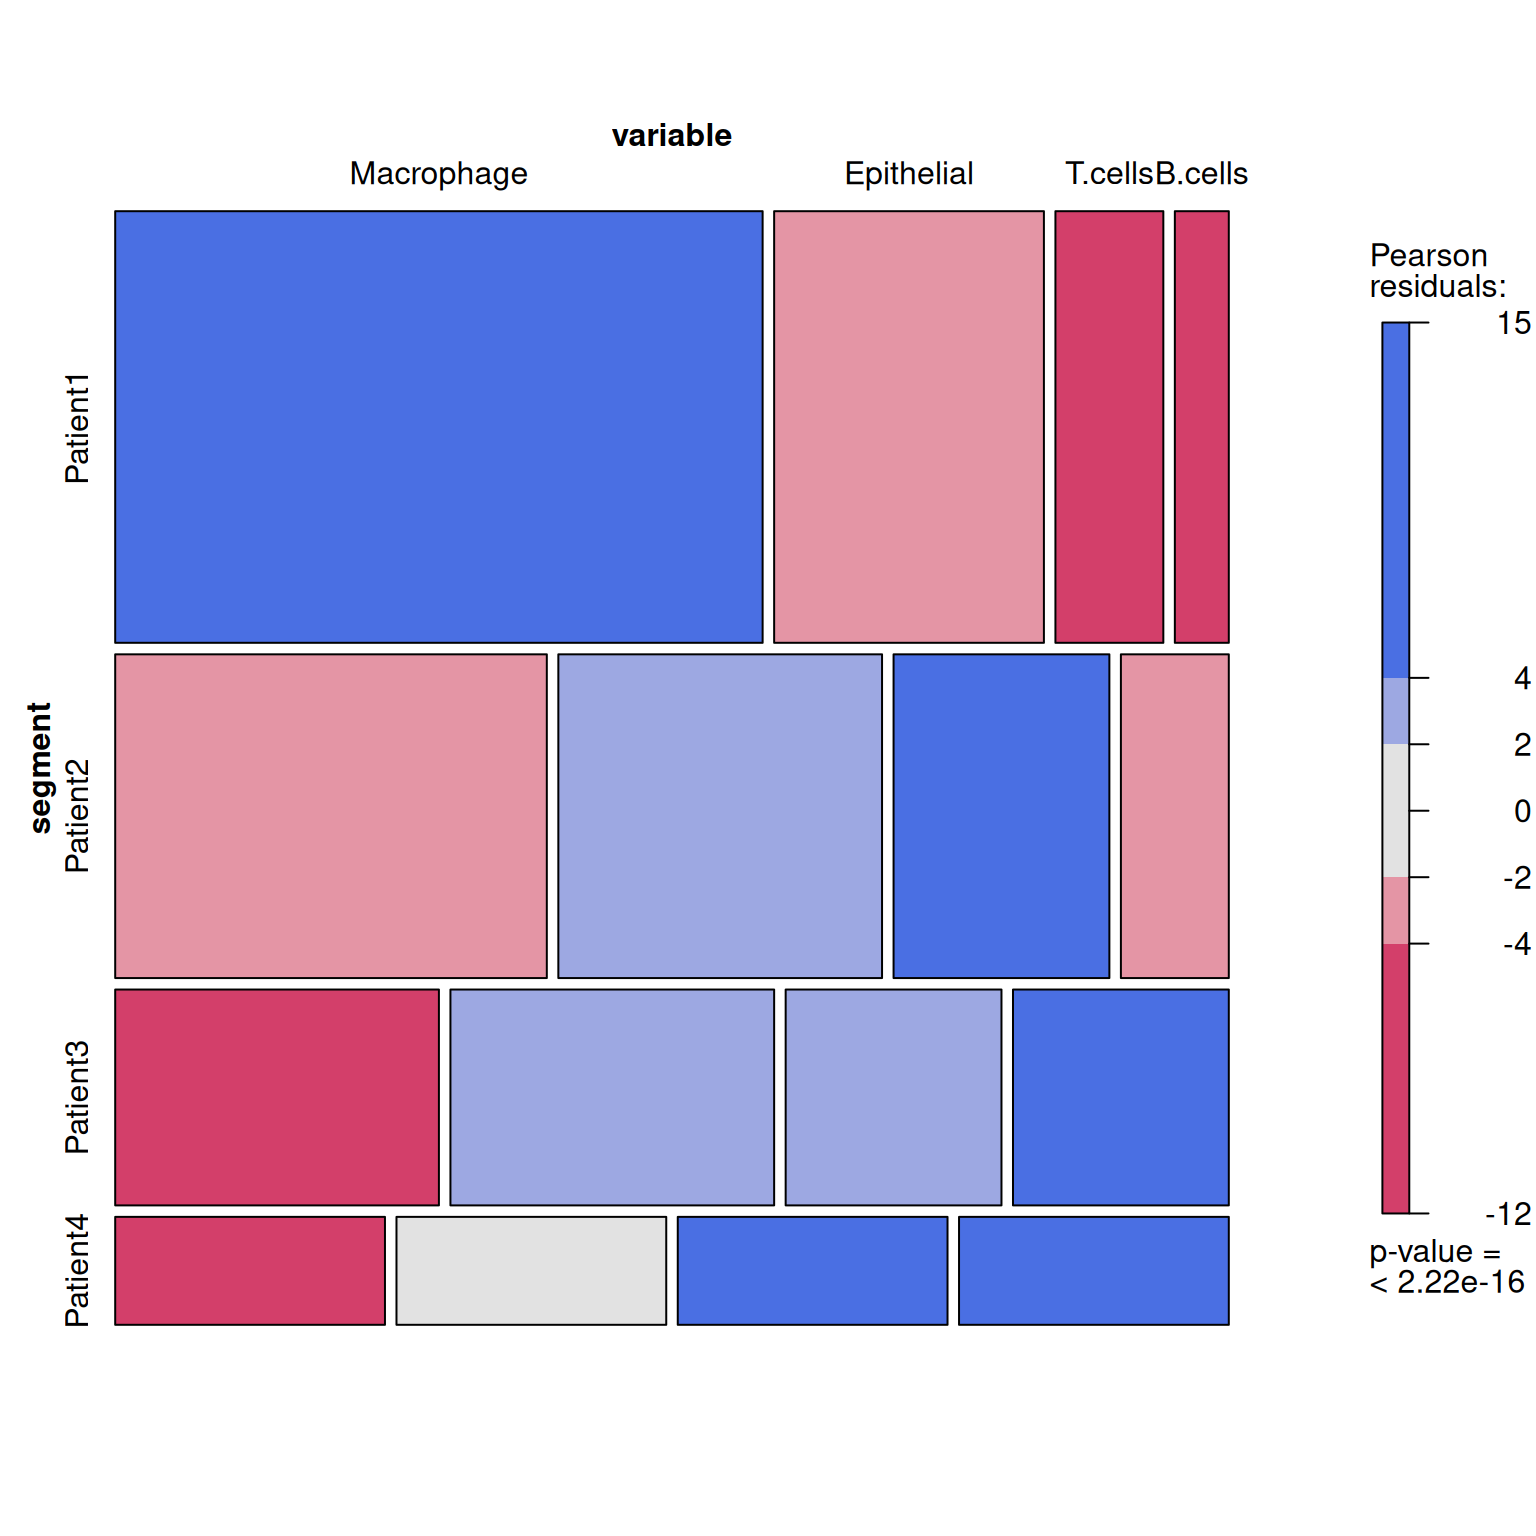 variable
Macrophage Epithelial T.cells B.cells
segment
Patient1
Patient2
Patient3
Patient4
Pearson
residuals:
15
4
2
0
-2
-4
-12
p-value =
< 2.22e-16